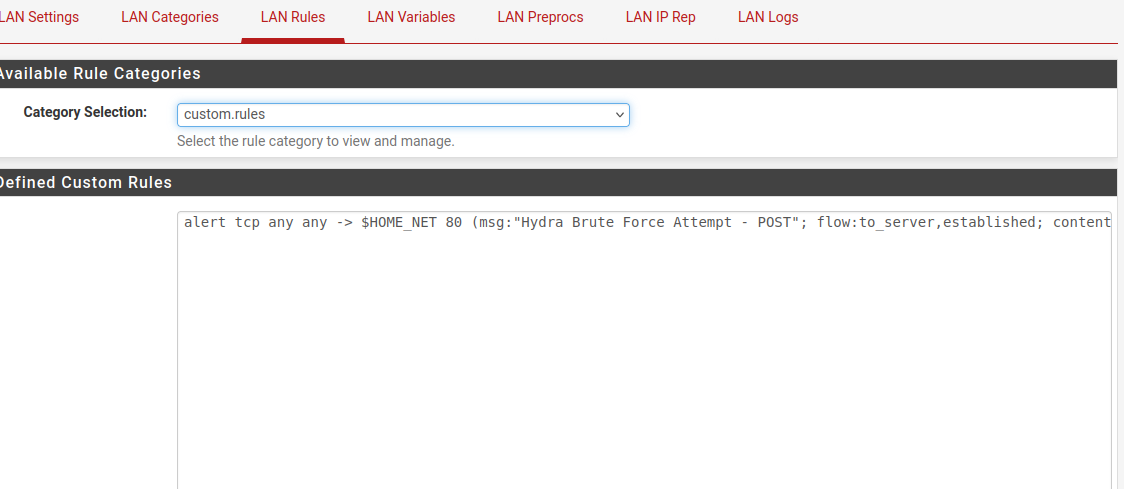 LAN Settings LAN Categories LAN Rules LAN Variables LAN Preprocs LAN IP Rep LAN Logs
Available Rule Categories
Category Selection: custom.rules
Select the rule category to view and manage.
Defined Custom Rules
alert tcp any any -> $HOME_NET 80 (msg:"Hydra Brute Force Attempt - POST"; flow:to_server,established; content